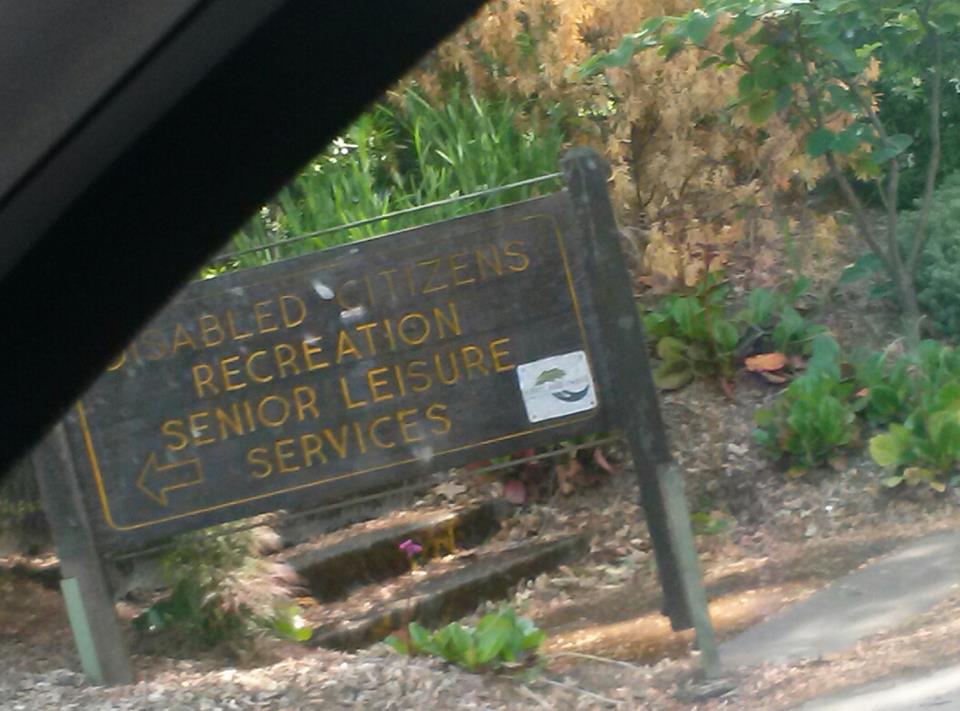 DISABLED CITIZENS
RECREATION
SENIOR LEISURE
SERVICES